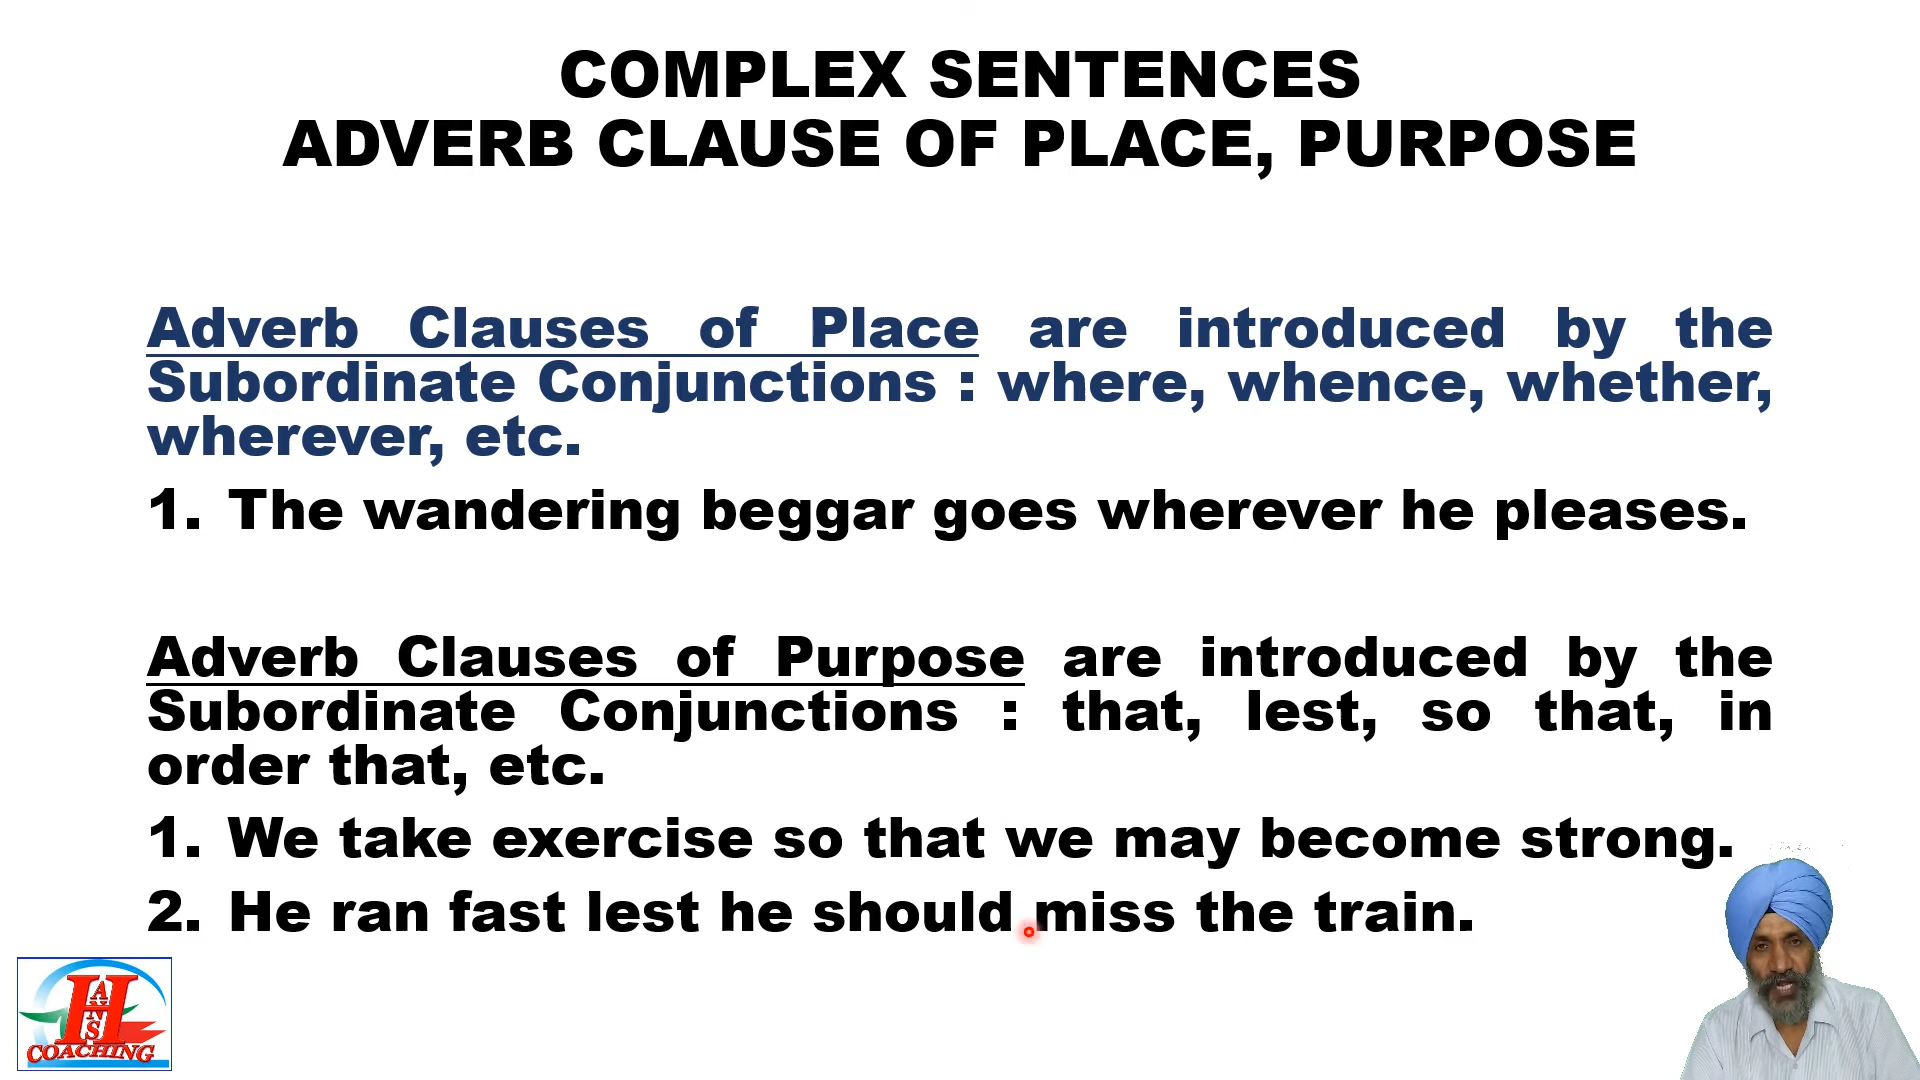 COMPLEX SENTENCES
ADVERB CLAUSE OF PLACE, PURPOSE
Adverb Clauses of Place are introduced by the
Subordinate Conjunctions : where, whence, whether,
wherever, etc.
1. The wandering beggar goes wherever he pleases.
Adverb Clauses of Purpose are introduced by the
Subordinate Conjunctions : that, lest, so that, in
order that, etc.
1. We take exercise so that we may become strong.
2. He ran fast lest he should miss the train.
HANS
COACHING